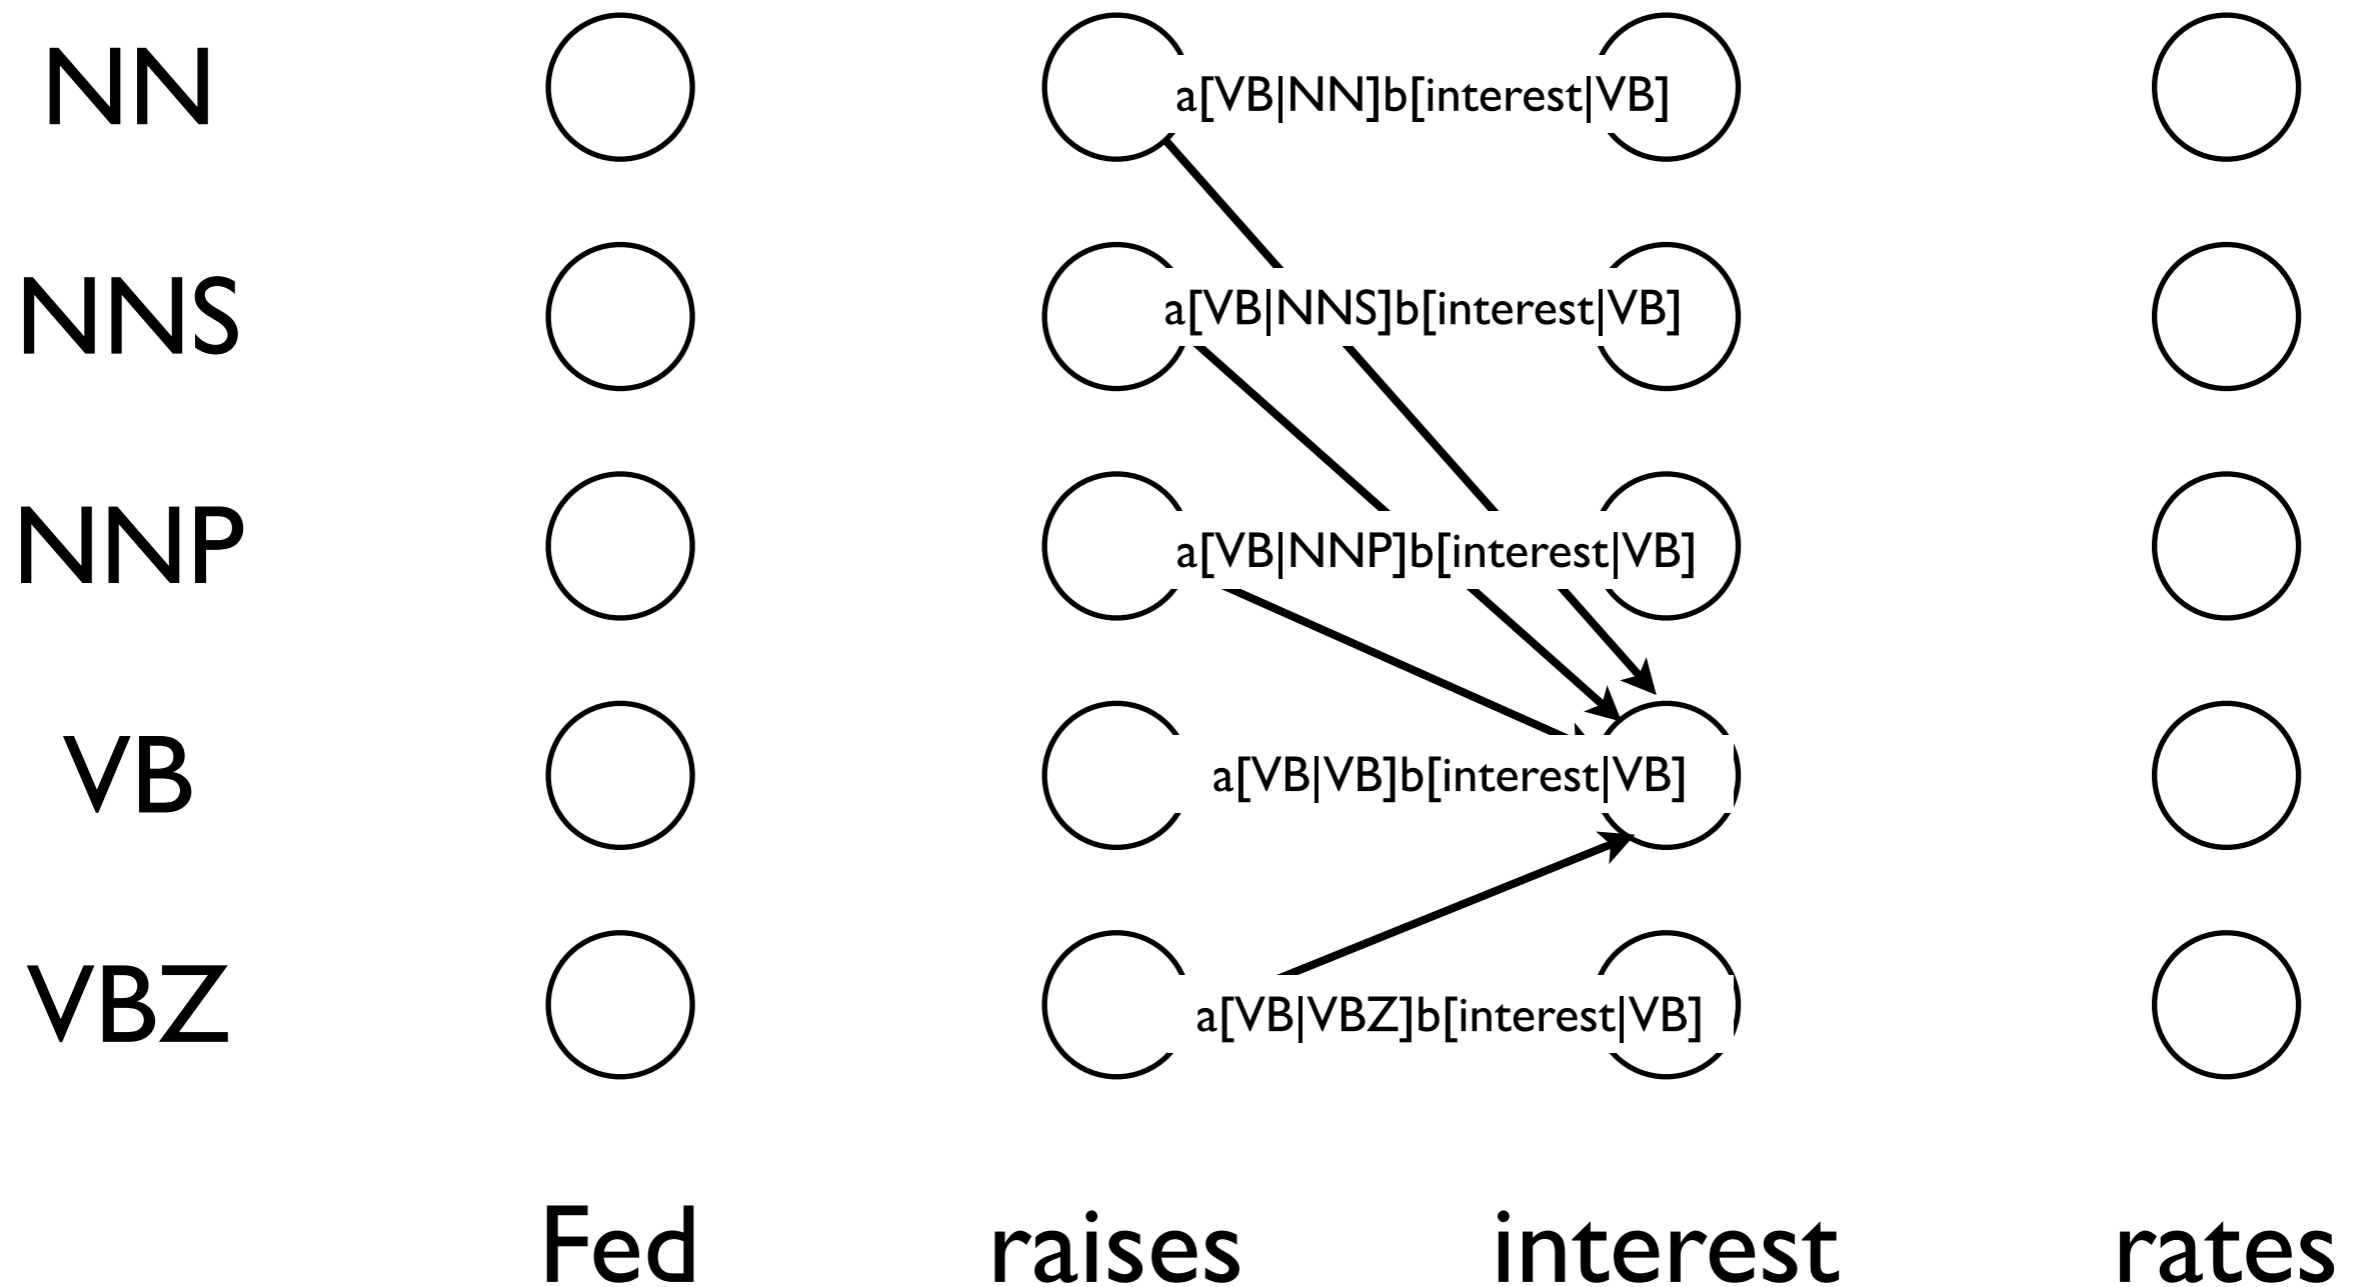 NN a[VB|NN]b[interest|VB]
NNS a[VB|NNS]b[interest|VB]
NNP a[VB|NNP]b[interest|VB]
VB a[VB|VB]b[interest|VB]
VBZ a[VB|VBZ]b[interest|VB]
Fed raises interest rates